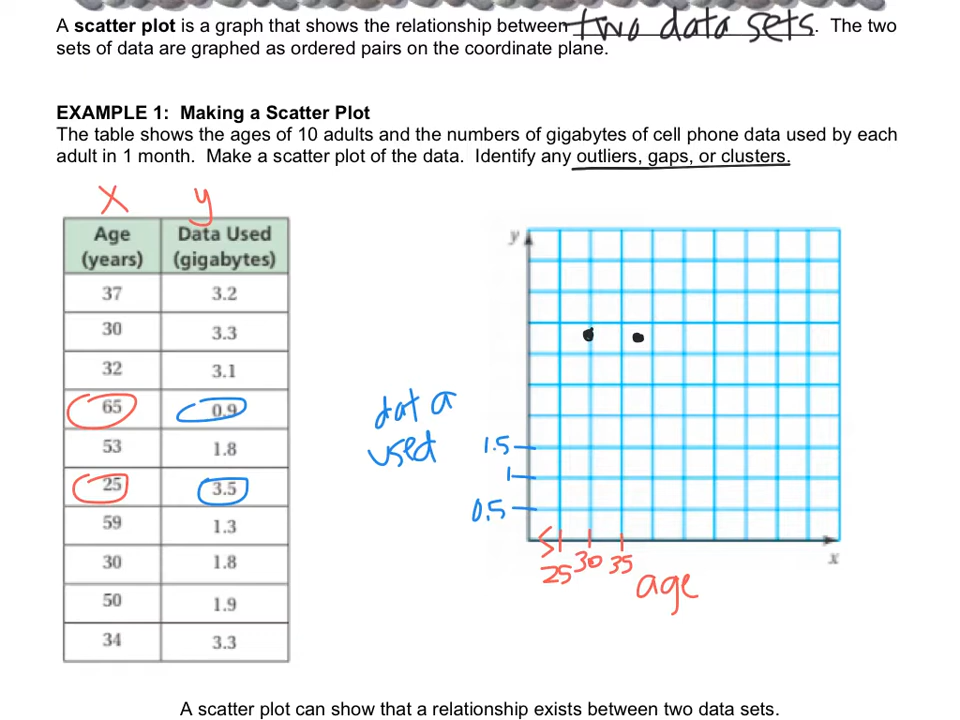 A scatter plot is a graph that shows the relationship between two data sets. The two
sets of data are graphed as ordered pairs on the coordinate plane.
EXAMPLE 1: Making a Scatter Plot
The table shows the ages of 10 adults and the numbers of gigabytes of cell phone data used by each
adult in 1 month. Make a scatter plot of the data. Identify any outliers, gaps, or clusters.
x y
Age (years) Data Used (gigabytes)
37 3.2
30 3.3
32 3.1
65 0.9
53 1.8
25 3.5
59 1.3
30 1.8
50 1.9
34 3.3
y
data
used
1.5
1
0.5
25 30 35
x
age
A scatter plot can show that a relationship exists between two data sets.